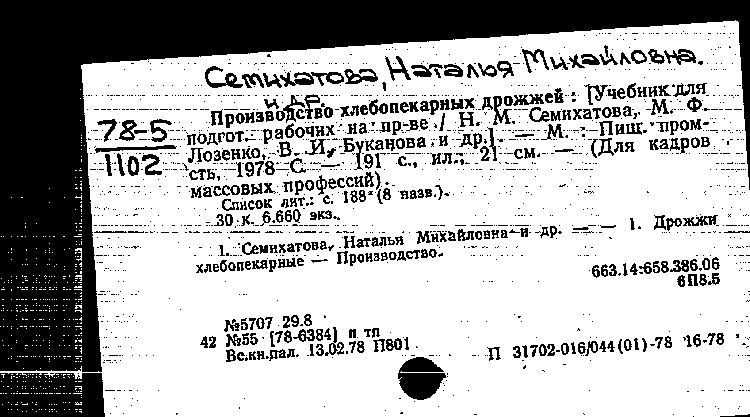 Семихатова, Наталья Михайловна.
и др.
78-5
1102
Производство хлебопекарных дрожжей : [Учебник для
подгот. рабочих на пр-ве / Н. М. Семихатова, М. Ф.
Лозенко, В. И. Буканова и др.]. — М. : Пищ. пром-
сть, 1978 — 191 с., ил.; 21 см. — (Для кадров
массовых профессий).
Список лит.: с. 188 (8 назв.).
30 к. 6.660 экз.
1. Семихатова, Наталья Михайловна и др. — — 1. Дрожжи
хлебопекарные — Производство.
663.14:658.386.06
6П8.5
№5707 29.8
42 №55 [78-6384] п тп
Вс.кн.пал. 13.02.78 П801
П 31702-016/044(01)-78 16-78